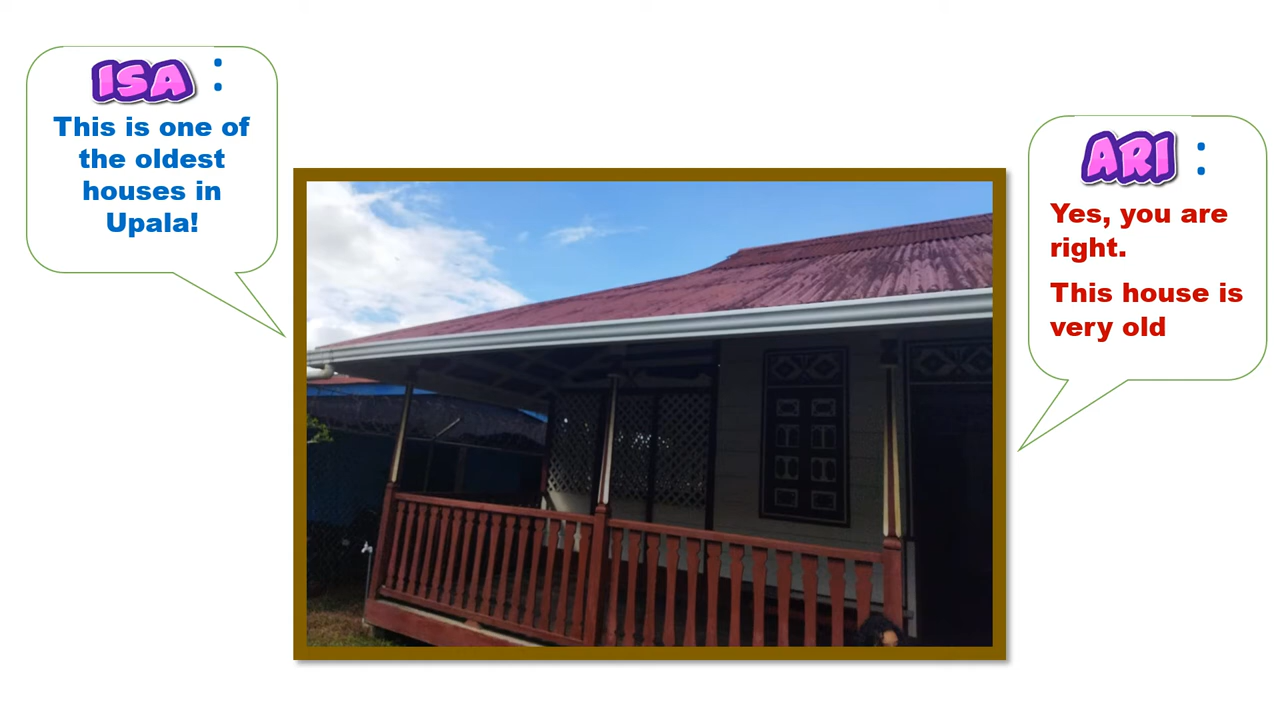 ISA :
This is one of
the oldest
houses in
Upala!
ARI :
Yes, you are
right.
This house is
very old